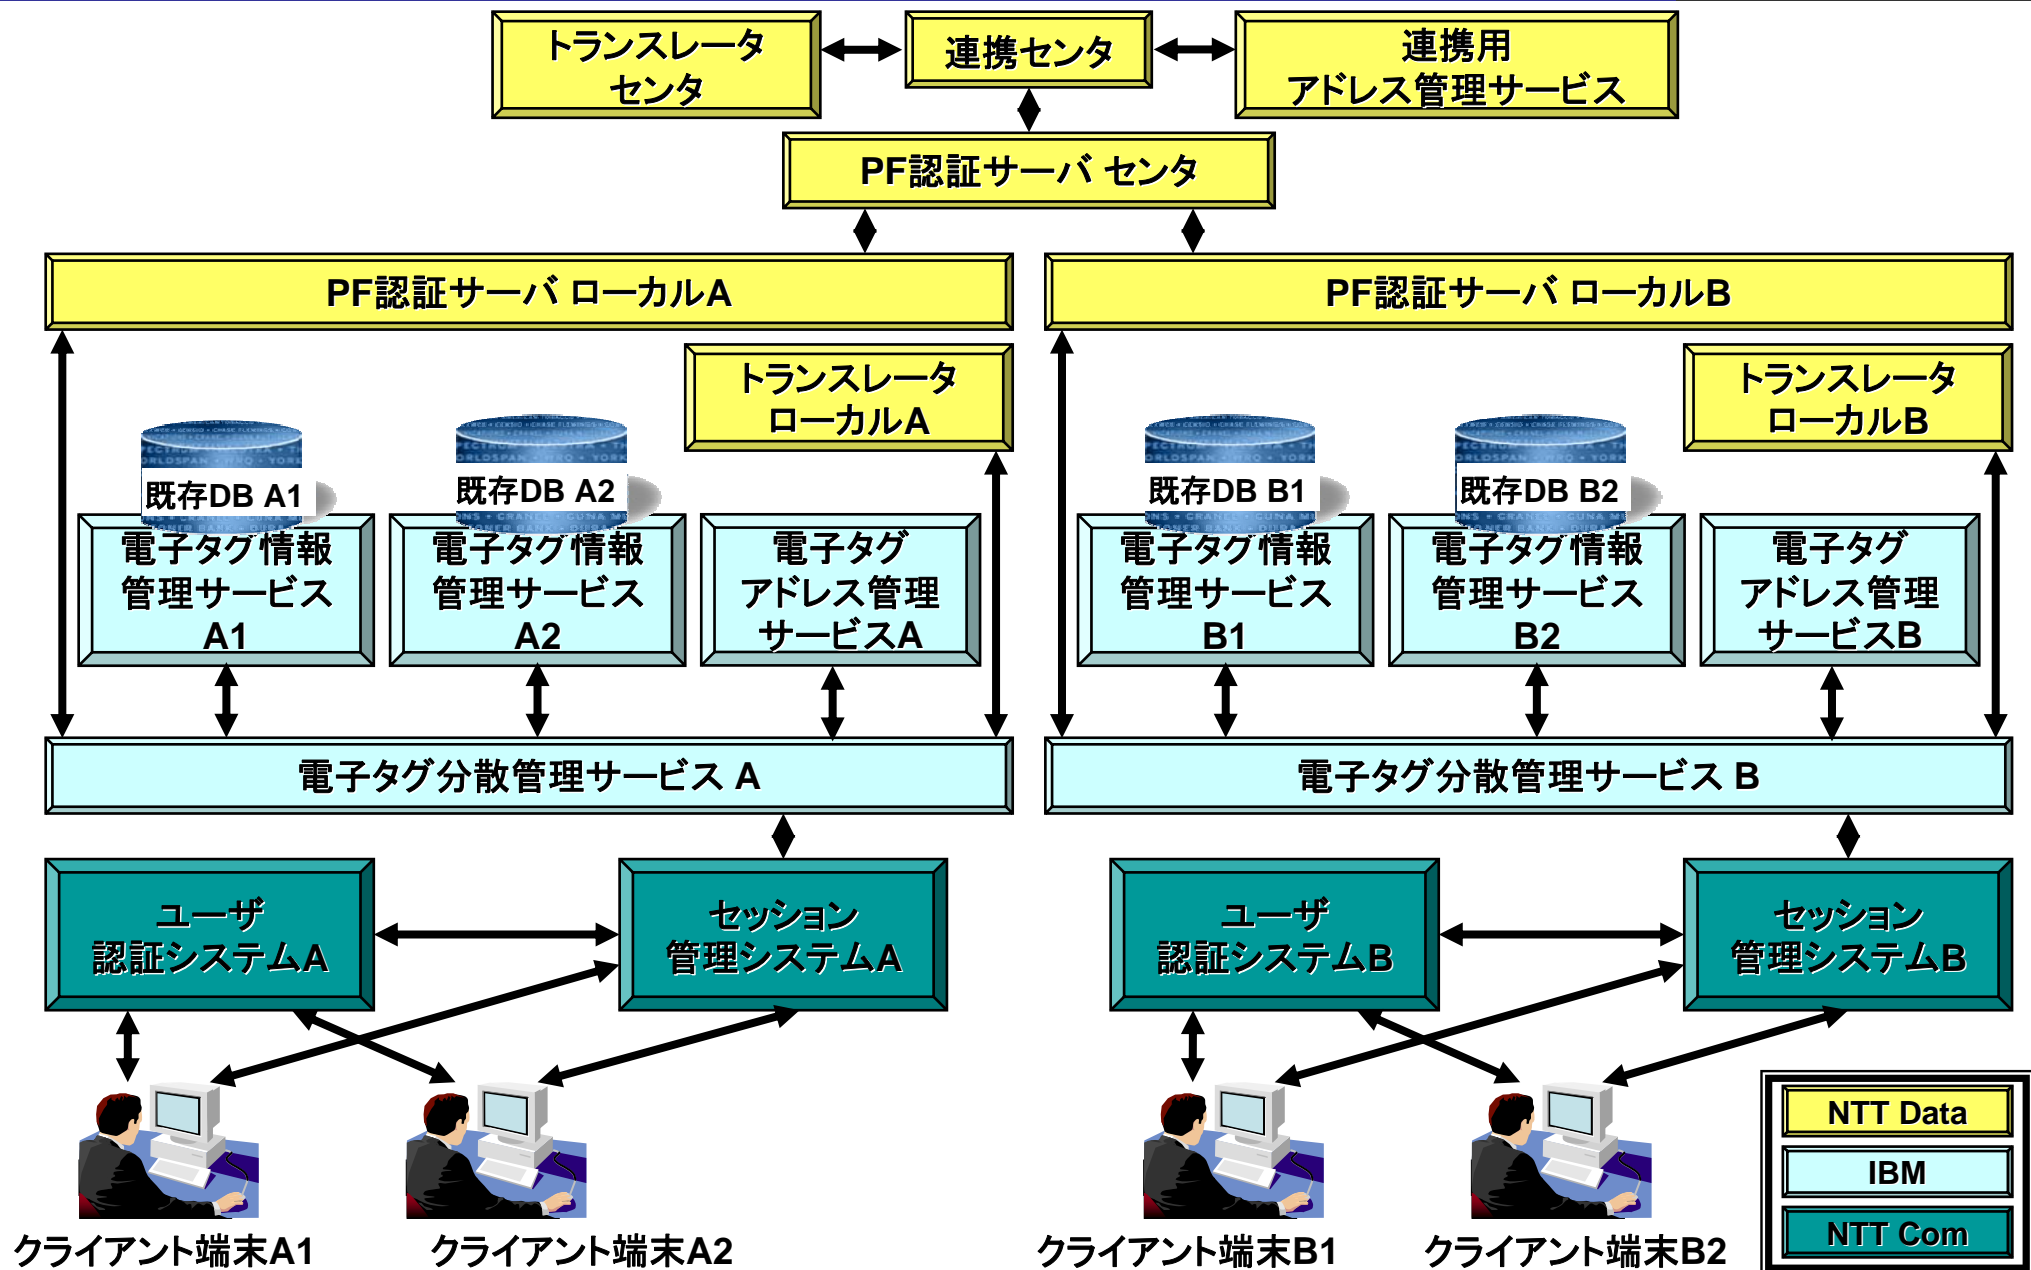 トランスレータ
センタ
連携センタ
連携用
アドレス管理サービス
PF認証サーバ センタ
PF認証サーバ ローカルA
PF認証サーバ ローカルB
トランスレータ
ローカルA
トランスレータ
ローカルB
既存DB A1
既存DB A2
既存DB B1
既存DB B2
電子タグ情報
管理サービス
A1
電子タグ情報
管理サービス
A2
電子タグ
アドレス管理
サービスA
電子タグ情報
管理サービス
B1
電子タグ情報
管理サービス
B2
電子タグ
アドレス管理
サービスB
電子タグ分散管理サービス A
電子タグ分散管理サービス B
ユーザ
認証システムA
セッション
管理システムA
ユーザ
認証システムB
セッション
管理システムB
クライアント端末A1
クライアント端末A2
クライアント端末B1
クライアント端末B2
NTT Data
IBM
NTT Com